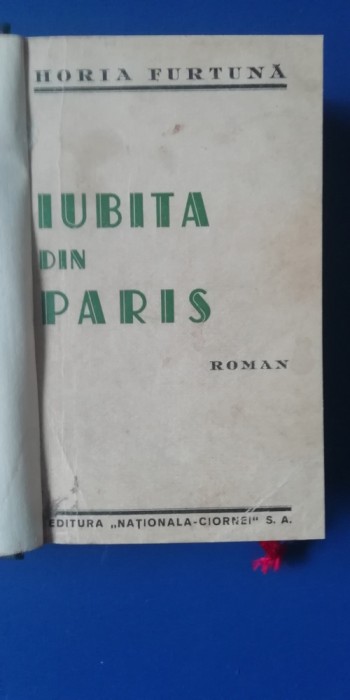 HORIA FURTUNĂ
IUBITA
DIN
PARIS
ROMAN
EDITURA „NAȚIONALA-CIORNEI" S. A.